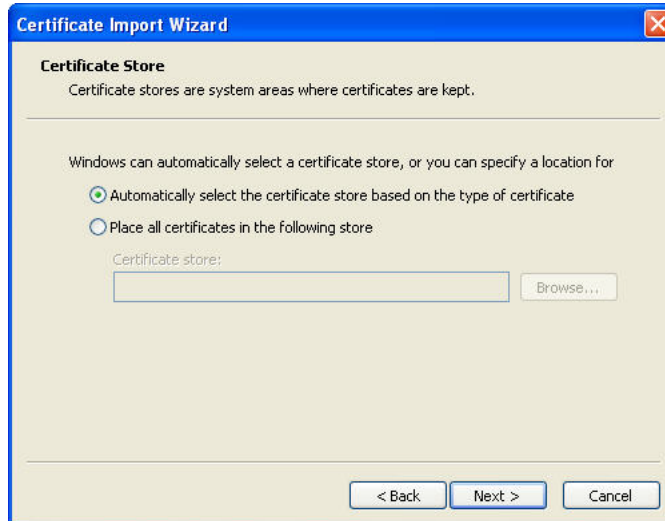 Certificate Import Wizard
Certificate Store
Certificate stores are system areas where certificates are kept.
Windows can automatically select a certificate store, or you can specify a location for
Automatically select the certificate store based on the type of certificate
Place all certificates in the following store
Certificate store:
Browse...
< Back Next > Cancel